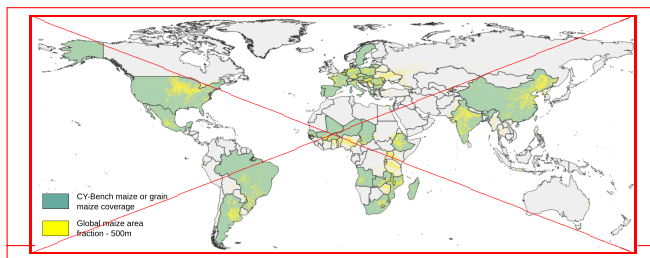 CY-Bench maize or grain
maize coverage
Global maize area
fraction - 500m